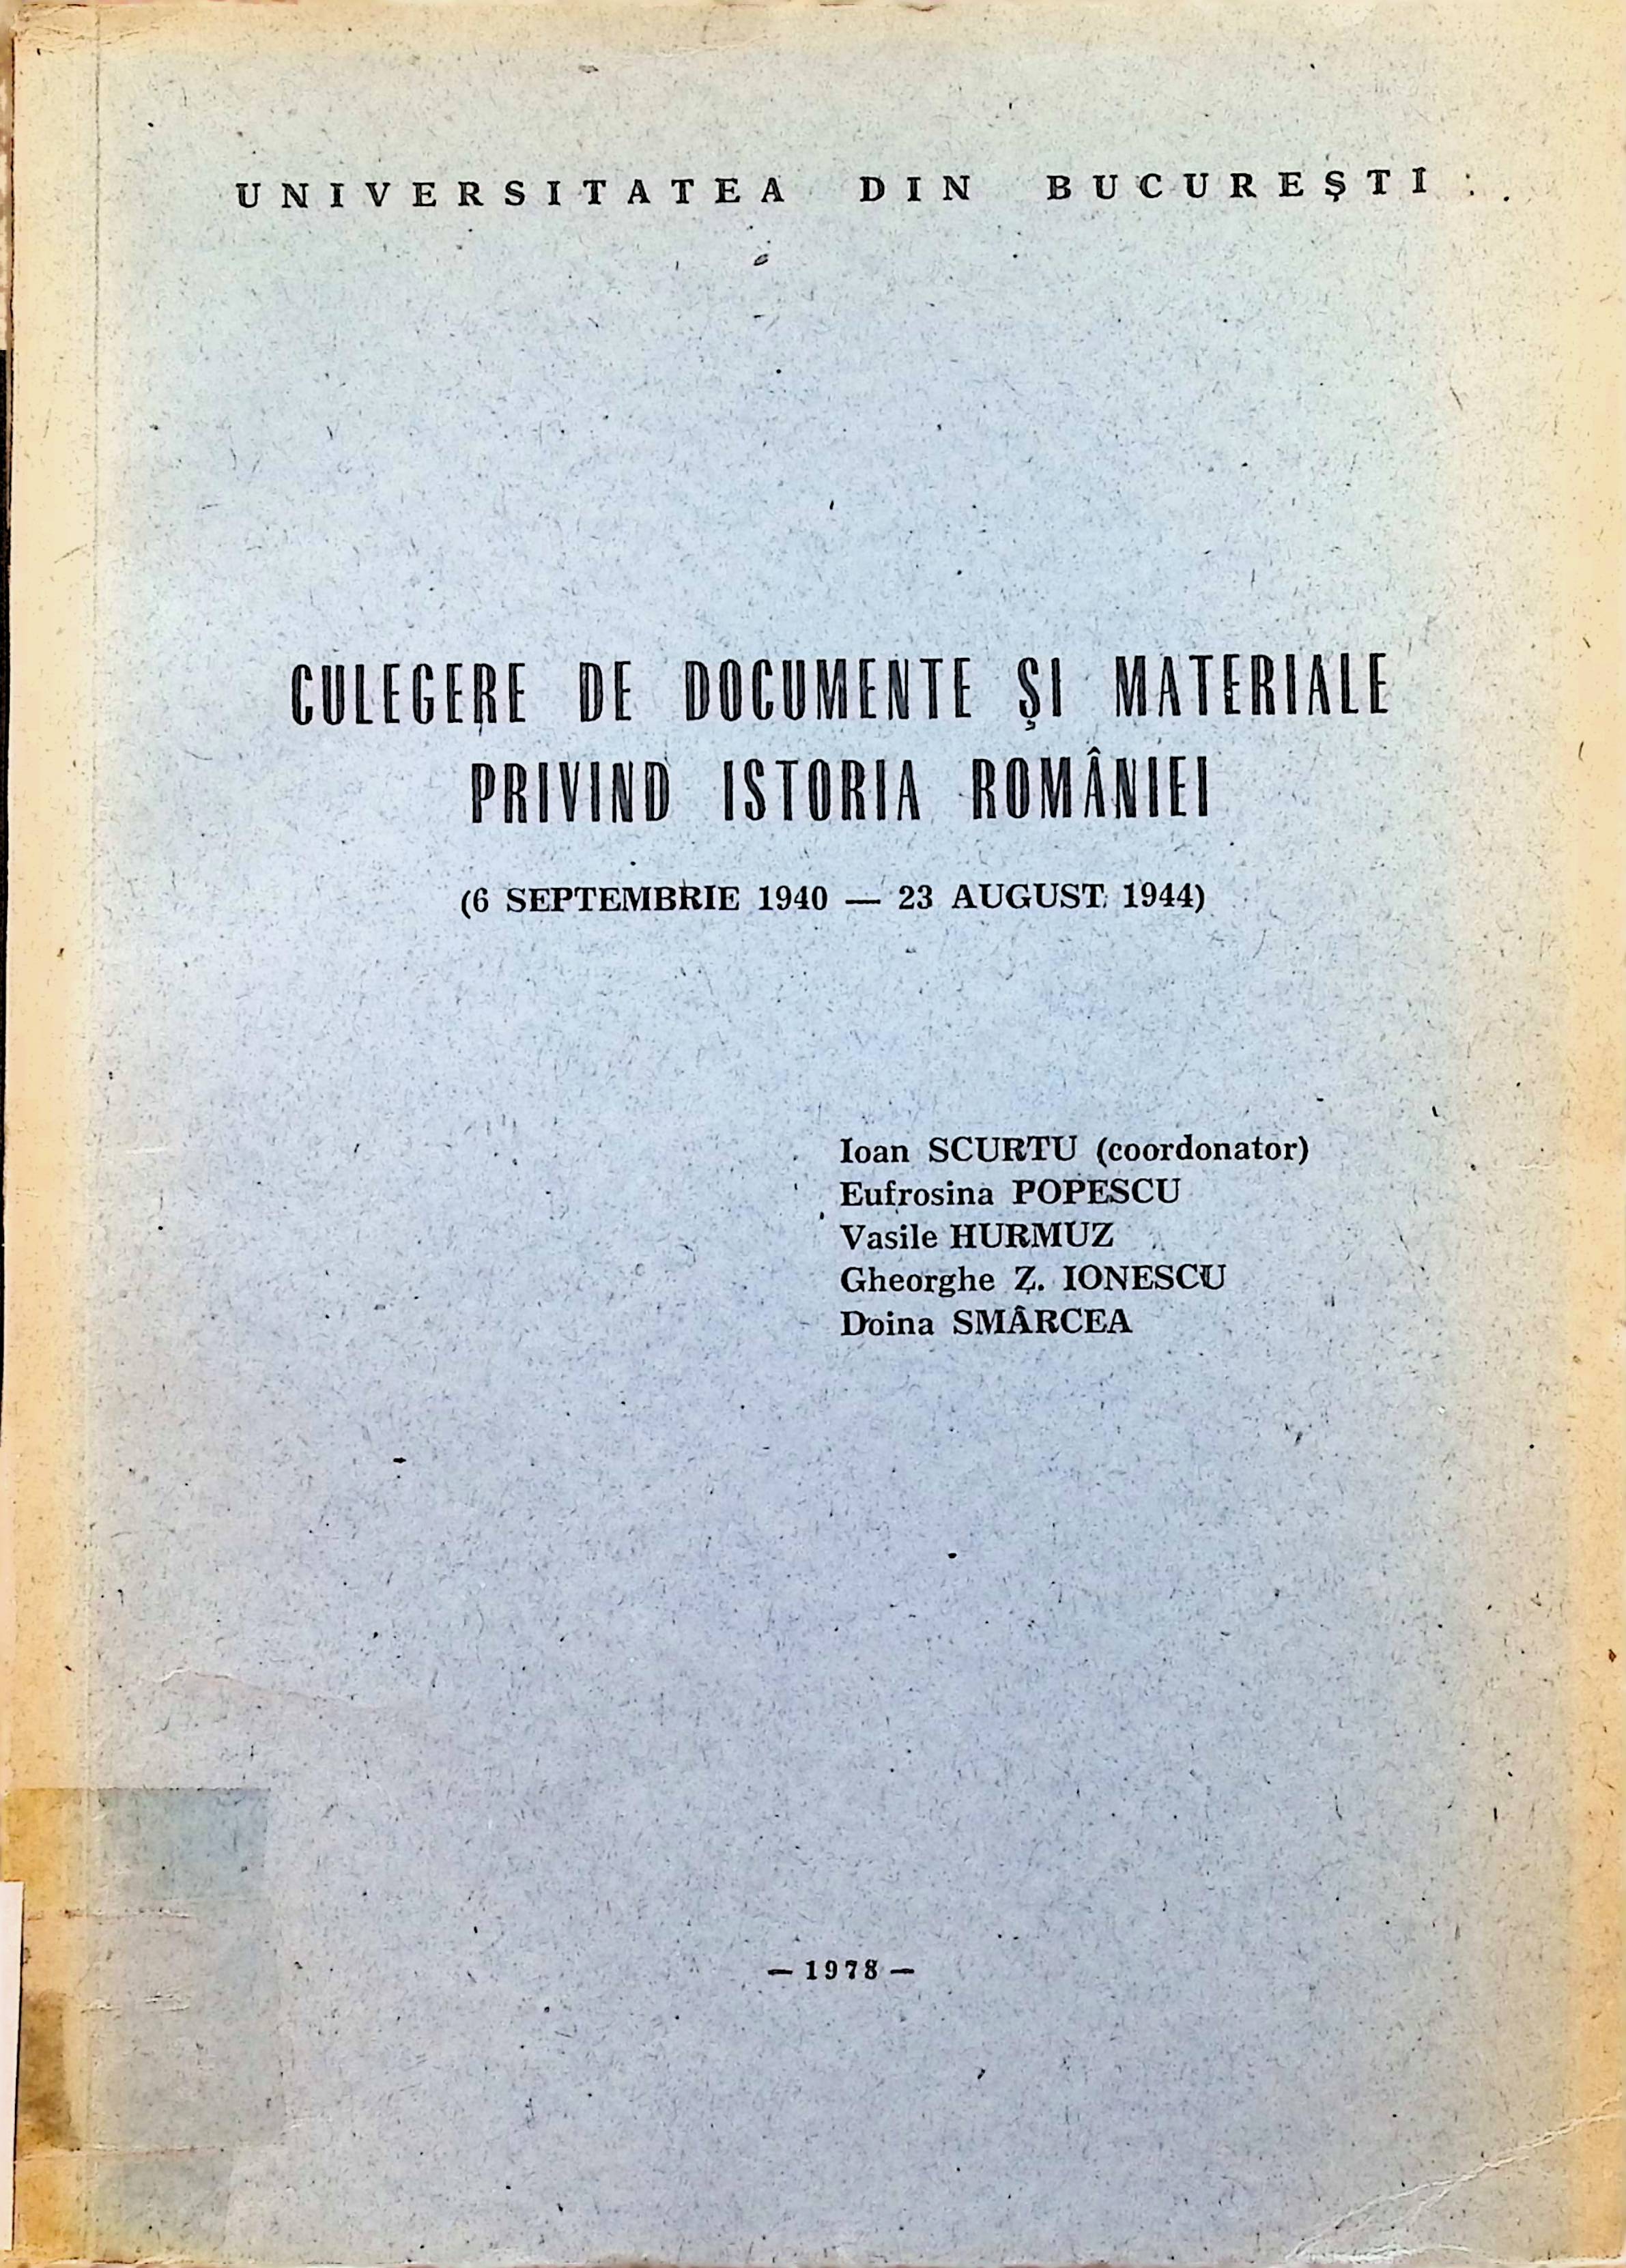 UNIVERSITATEA DIN BUCUREŞTI
CULEGERE DE DOCUMENTE ŞI MATERIALE
PRIVIND ISTORIA ROMÂNIEI
(6 SEPTEMBRIE 1940 — 23 AUGUST 1944)
Ioan SCURTU (coordonator)
Eufrosina POPESCU
Vasile HURMUZ
Gheorghe Z. IONESCU
Doina SMÂRCEA
— 1978 —